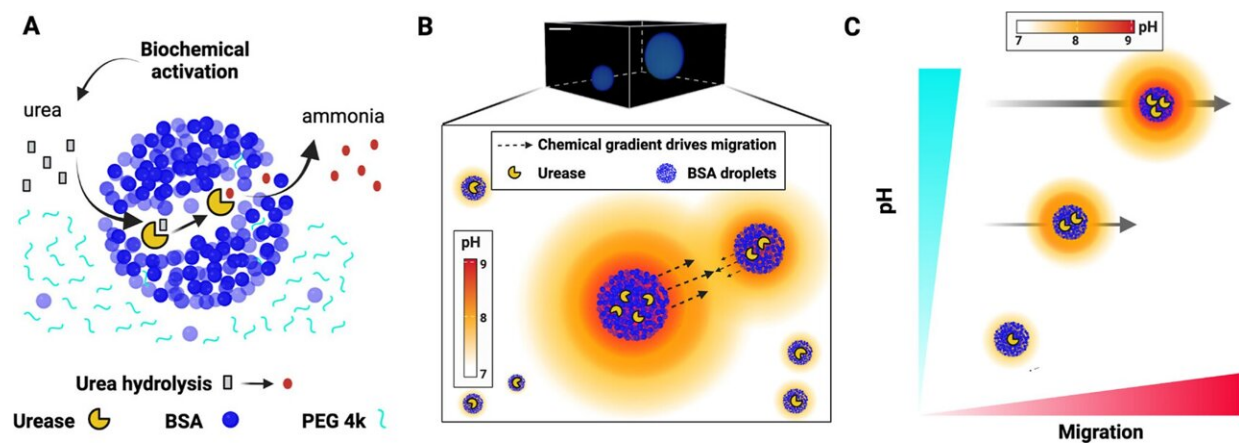 A
Biochemical
activation
urea
ammonia
Urea hydrolysis
Urease
BSA
PEG 4k
B
Chemical gradient drives migration
Urease
BSA droplets
pH
9
8
7
C
pH
7
8
9
pH
Migration